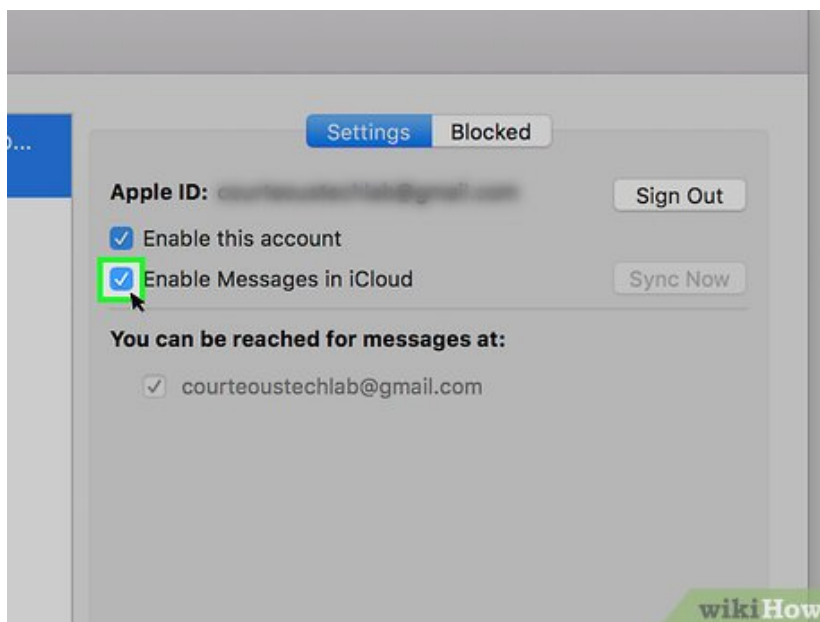 ...
Settings Blocked
Apple ID: Sign Out
Enable this account
Enable Messages in iCloud Sync Now
You can be reached for messages at:
courteoustechlab@gmail.com
wikiHow